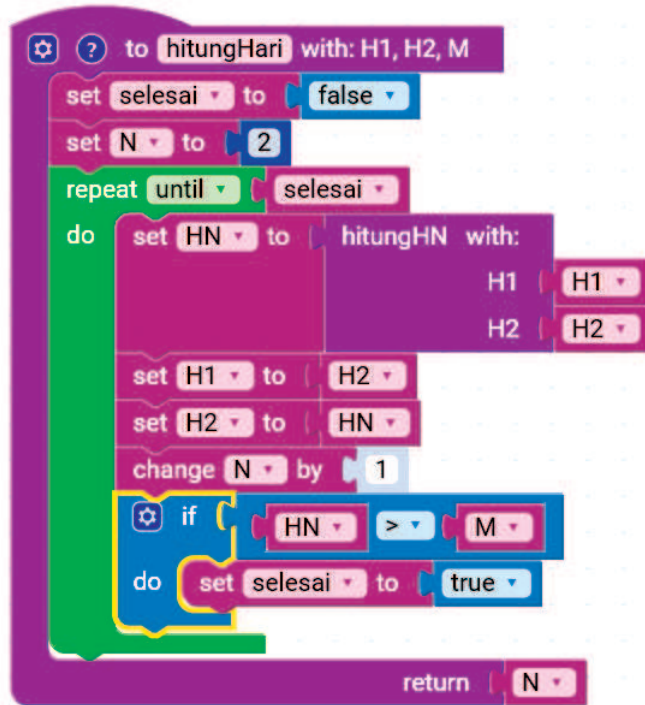 to hitungHari with: H1, H2, M
set selesai to false
set N to 2
repeat until selesai
do set HN to hitungHN with:
H1 H1
H2 H2
set H1 to H2
set H2 to HN
change N by 1
if HN > M
do set selesai to true
return N